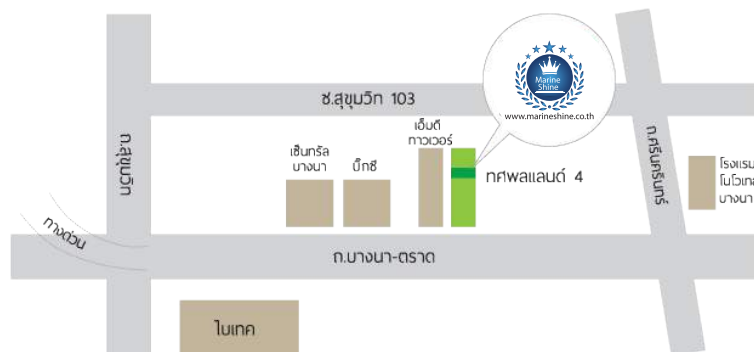 Marine
Shine
www.marineshine.co.th
ซ.สุขุมวิท 103
ถ.สุขุมวิท
ถ.ศรีนครินทร์
เอ็มดี
ทาวเวอร์
เซ็นทรัล
บางนา
บิ๊กซี
ทศพลแลนด์ 4
โรงแรม
โนโวเทล
บางนา
ทางด่วน
ถ.บางนา-ตราด
ไบเทค